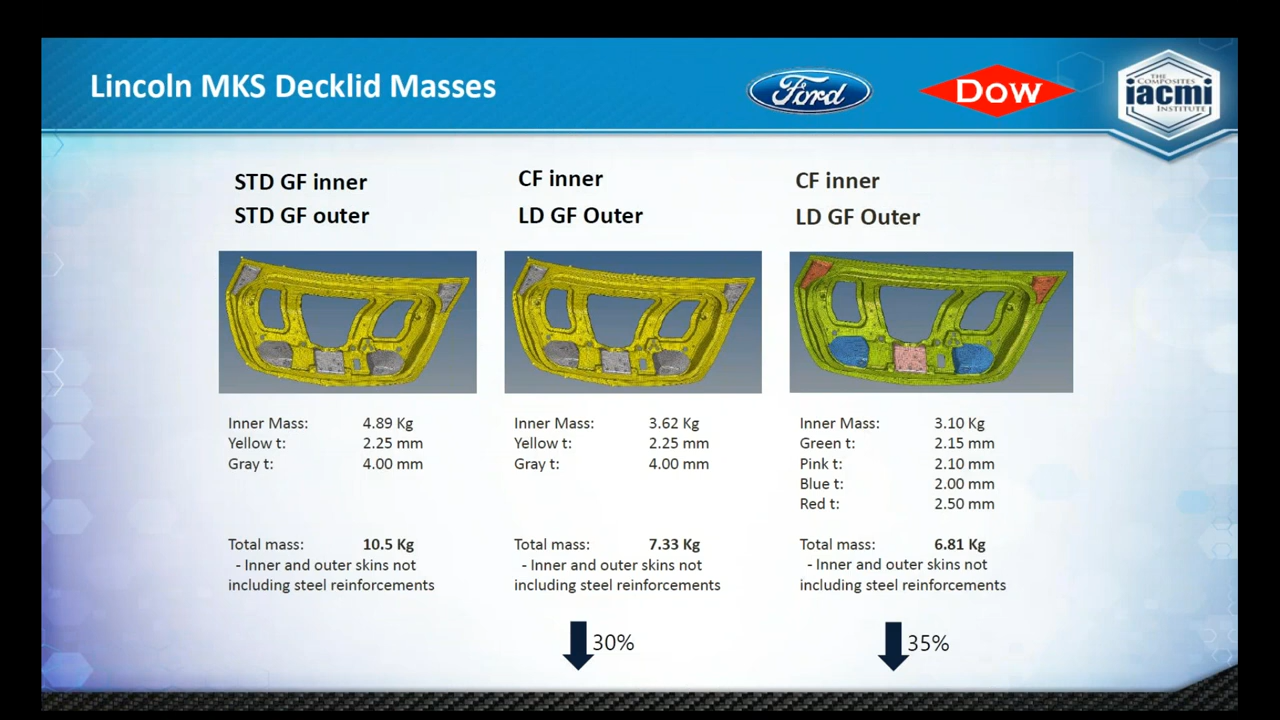 Lincoln MKS Decklid Masses
Ford
Dow
THE
COMPOSITES
iacmi
INSTITUTE
STD GF inner
STD GF outer
CF inner
LD GF Outer
CF inner
LD GF Outer
Inner Mass: 4.89 Kg
Yellow t: 2.25 mm
Gray t: 4.00 mm
Total mass: 10.5 Kg
- Inner and outer skins not
including steel reinforcements
Inner Mass: 3.62 Kg
Yellow t: 2.25 mm
Gray t: 4.00 mm
Total mass: 7.33 Kg
- Inner and outer skins not
including steel reinforcements
30%
Inner Mass: 3.10 Kg
Green t: 2.15 mm
Pink t: 2.10 mm
Blue t: 2.00 mm
Red t: 2.50 mm
Total mass: 6.81 Kg
- Inner and outer skins not
including steel reinforcements
35%